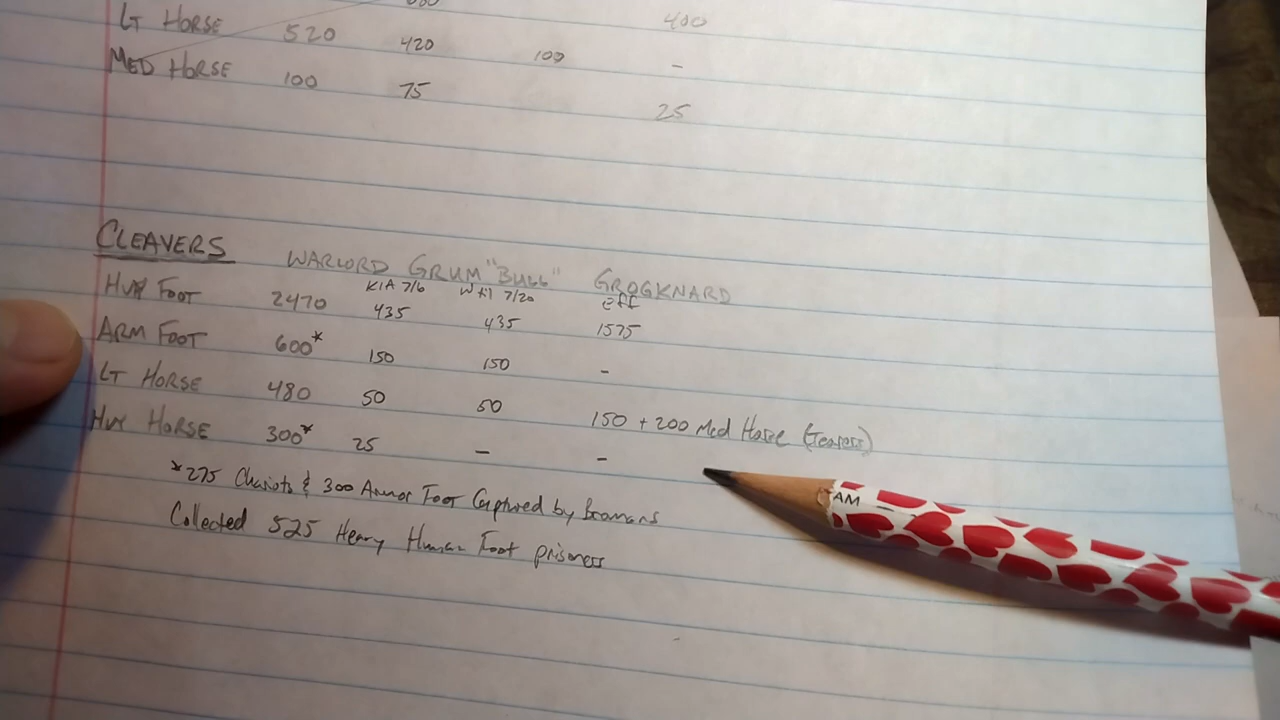 400
LT HORSE 520 420 100 -
MED HORSE 100 75 25
CLEAVERS WARLORD GRUM "BULL" GROGKNARD
KIA 7/6 7/20 eff
HVY FOOT 2470 435 435 1575
ARM FOOT 600* 150 150 -
LT HORSE 480 50 50 150 + 200 Med Horse
HVY HORSE 300* 25 - -
*275 Chariots & 300 Armor Foot Captured by Bromans
Collected 525 Heavy Human Foot prisoners
AM